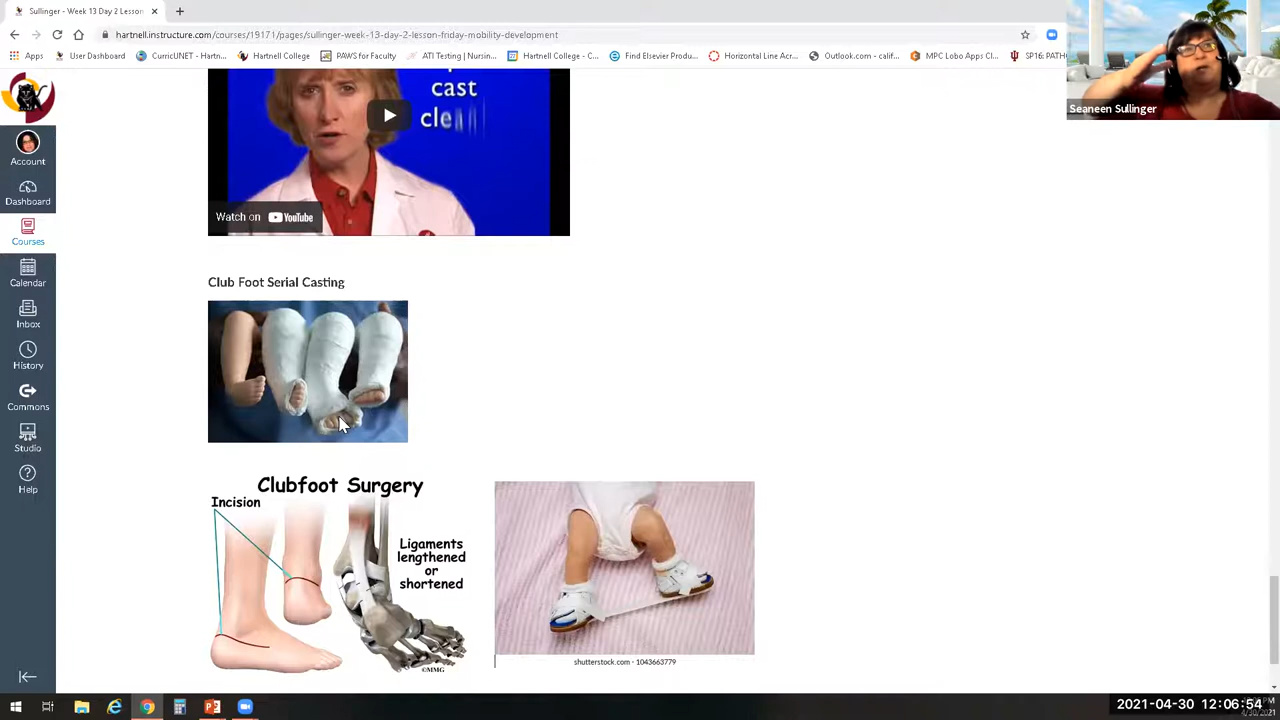 Sullinger - Week 13 Day 2 Lesson
hartnell.instructure.com/courses/19171/pages/sullinger-week-13-day-2-lesson-friday-mobility-development
Apps
User Dashboard
CurricUNET - Hartn...
Hartnell College
PAWS for Faculty
ATI Testing | Nursin...
Hartnell College - C...
Find Elsevier Produ...
Horizontal Line Acr...
Outlook.com - calif...
MPC Lobo Apps Cl...
SP16: PATH
Seaneen Sullinger
cast
Account
Dashboard
Courses
Calendar
Inbox
History
Commons
Studio
Help
Watch on YouTube
Club Foot Serial Casting
Clubfoot Surgery
Incision
Ligaments
lengthened
or
shortened
©MMG
shutterstock.com - 1043663779
2021-04-30 12:06:54